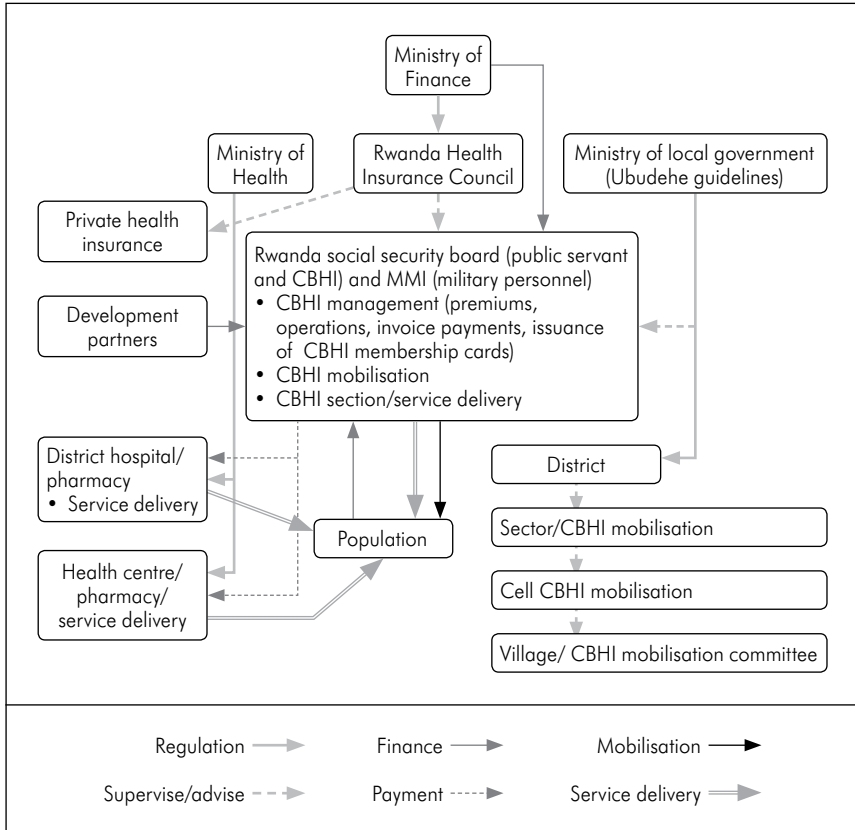 Ministry of
Finance
Ministry of
Health
Rwanda Health
Insurance Council
Ministry of local government
(Ubudehe guidelines)
Private health
insurance
Rwanda social security board (public servant
and CBHI) and MMI (military personnel)
• CBHI management (premiums,
operations, invoice payments, issuance
of CBHI membership cards)
• CBHI mobilisation
• CBHI section/service delivery
Development
partners
District hospital/
pharmacy
• Service delivery
District
Population
Sector/CBHI mobilisation
Health centre/
pharmacy/
service delivery
Cell CBHI mobilisation
Village/ CBHI mobilisation committee
Regulation
Finance
Mobilisation
Supervise/advise
Payment
Service delivery